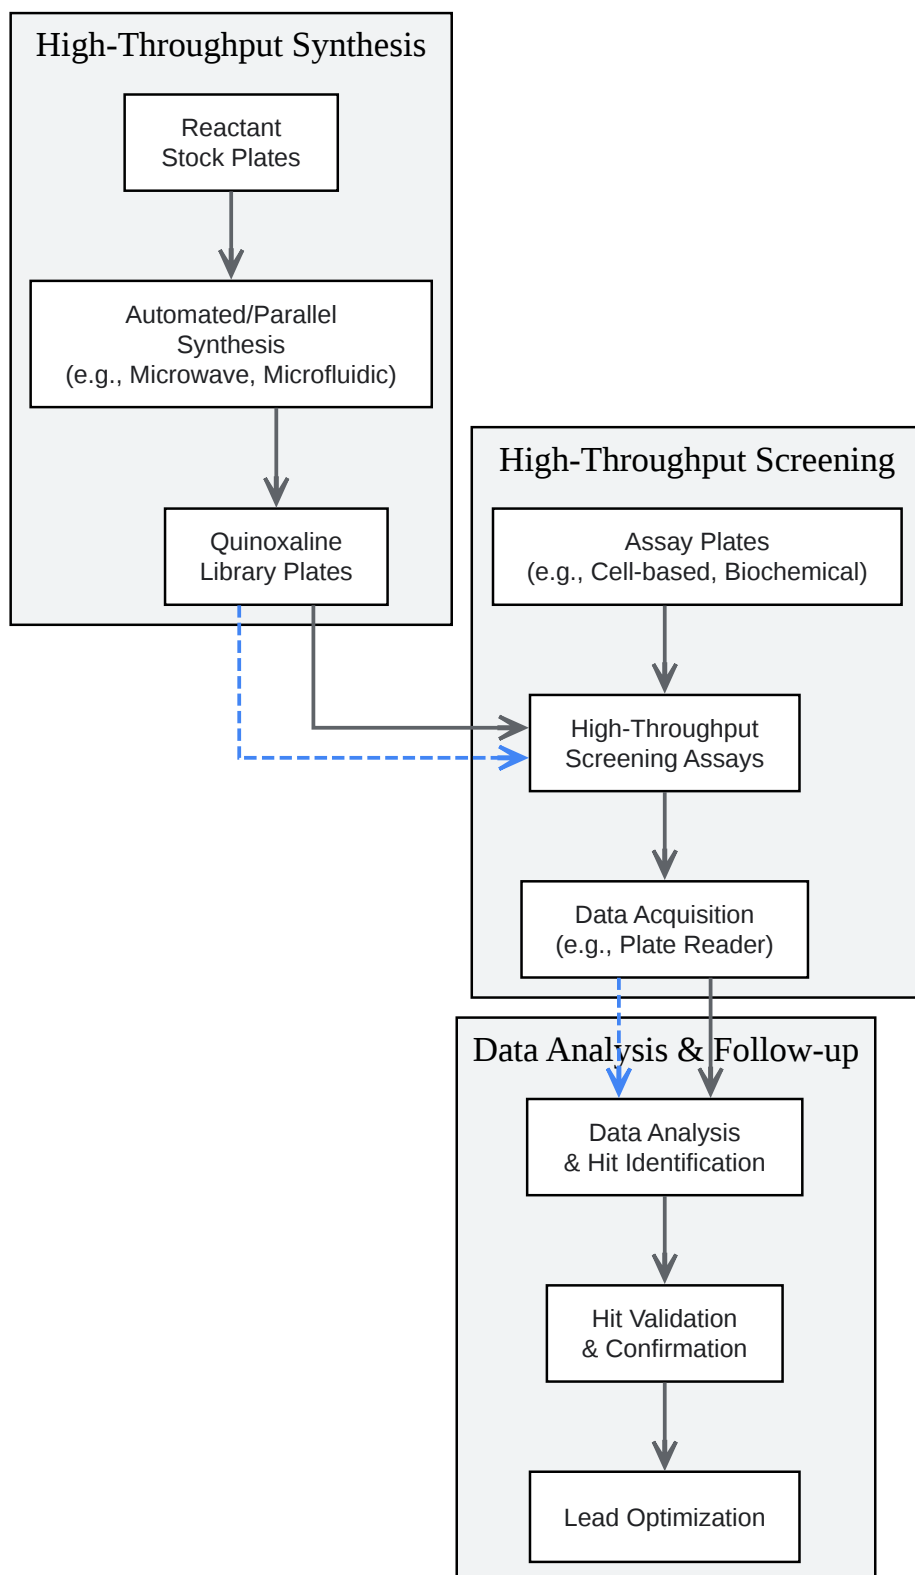 High-Throughput Synthesis
Reactant
Stock Plates
Automated/Parallel
Synthesis
(e.g., Microwave, Microfluidic)
Quinoxaline
Library Plates
High-Throughput Screening
Assay Plates
(e.g., Cell-based, Biochemical)
High-Throughput
Screening Assays
Data Acquisition
(e.g., Plate Reader)
Data Analysis & Follow-up
Data Analysis
& Hit Identification
Hit Validation
& Confirmation
Lead Optimization